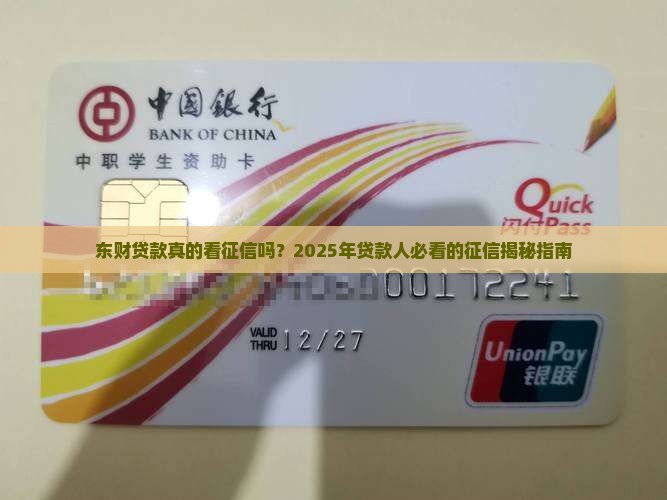 中国銀行
BANK OF CHINA
中职学生资助卡
Quick
闪付Pass
东财贷款真的看征信吗？2025年贷款人必看的征信揭秘指南
00172241
VALID
THRU 12/27
UnionPay
银联